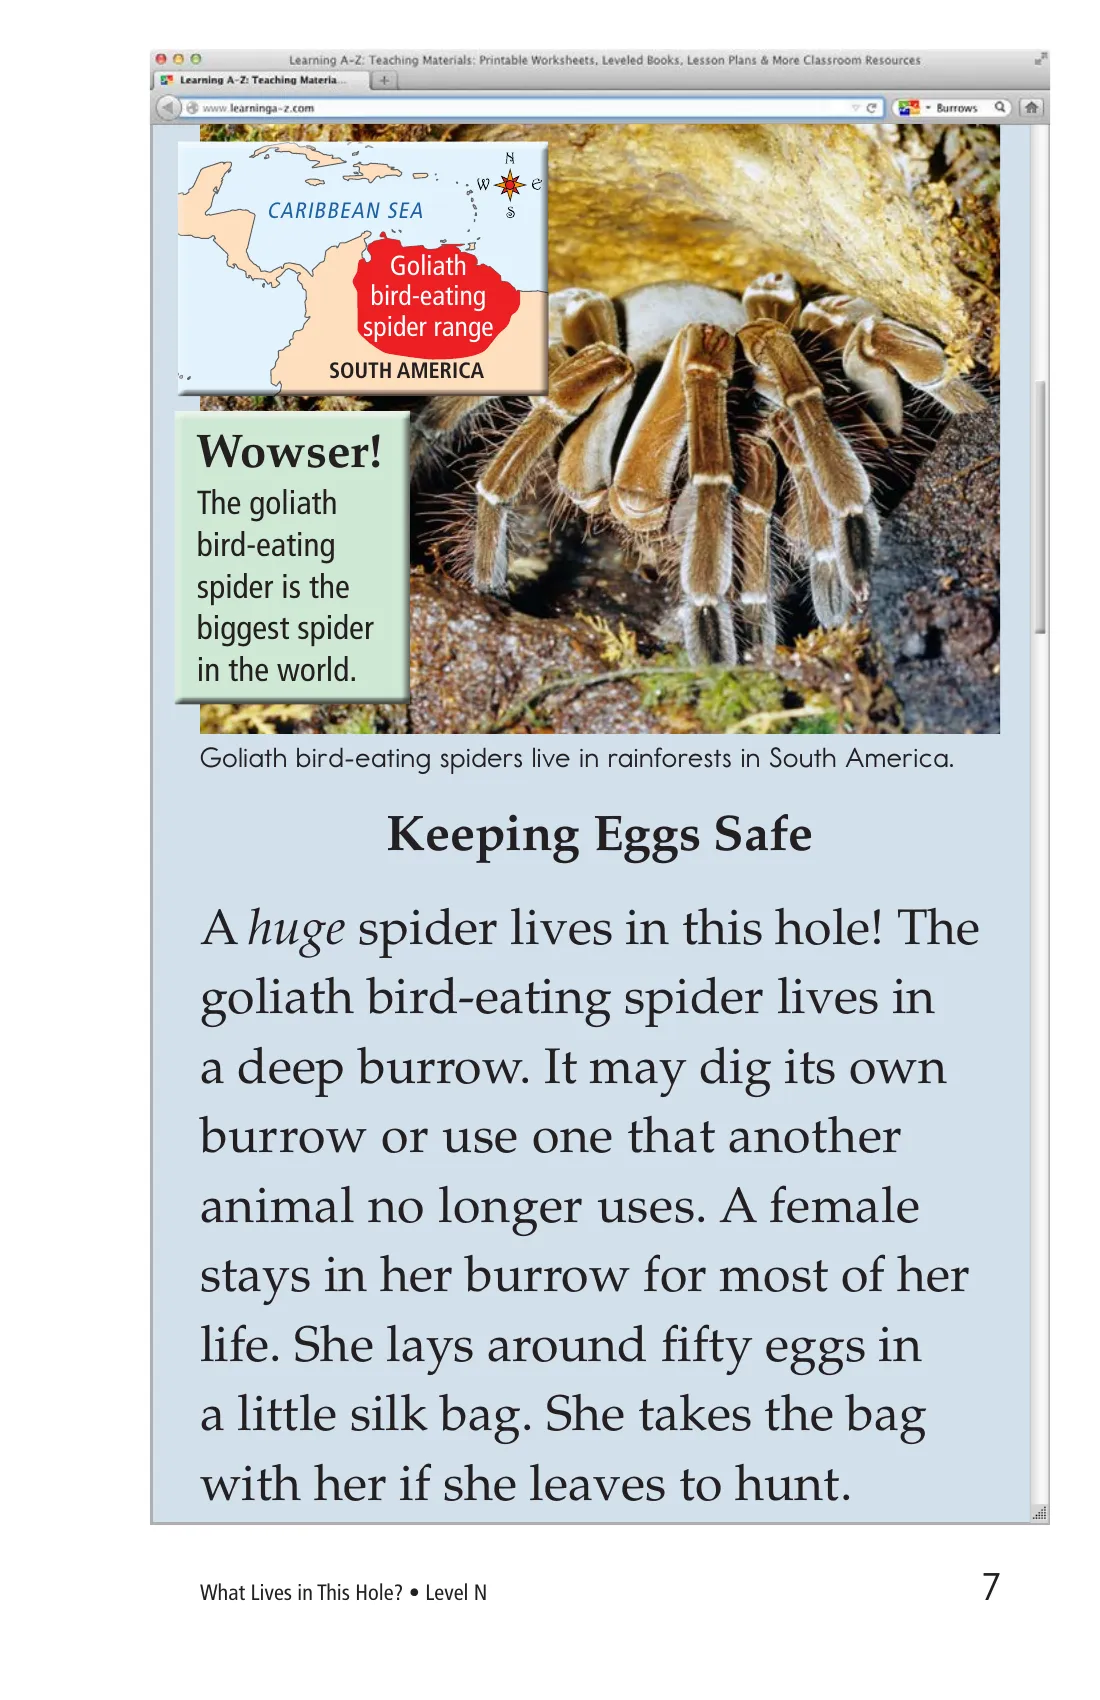 Learning A-Z: Teaching Materials: Printable Worksheets, Leveled Books, Lesson Plans & More Classroom Resources
Learning A-Z: Teaching Materia...
www.learninga-z.com
Burrows
N
W
E
S
CARIBBEAN SEA
Goliath
bird-eating
spider range
SOUTH AMERICA
Wowser!
The goliath
bird-eating
spider is the
biggest spider
in the world.
Goliath bird-eating spiders live in rainforests in South America.
Keeping Eggs Safe
A huge spider lives in this hole! The
goliath bird-eating spider lives in
a deep burrow. It may dig its own
burrow or use one that another
animal no longer uses. A female
stays in her burrow for most of her
life. She lays around fifty eggs in
a little silk bag. She takes the bag
with her if she leaves to hunt.
What Lives in This Hole? • Level N
7